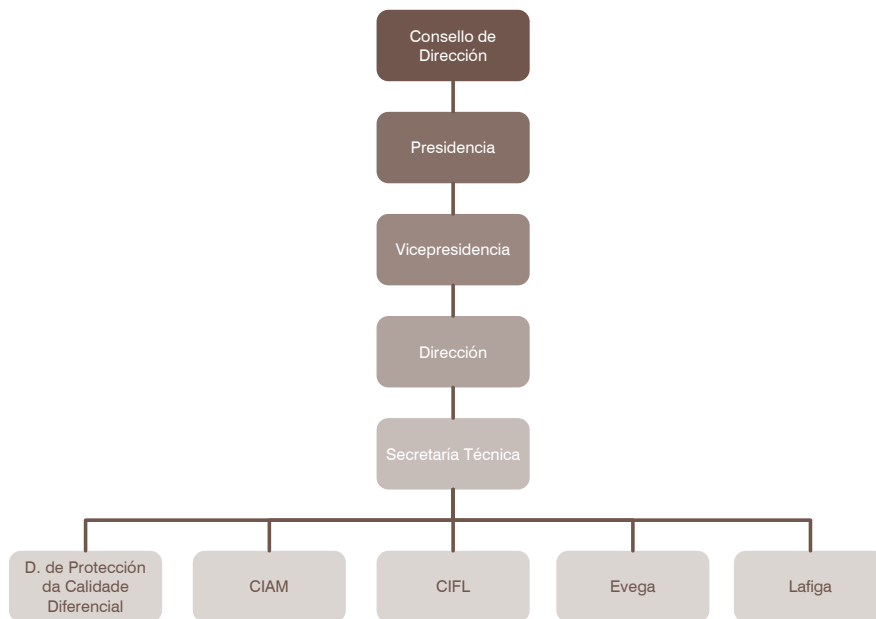 Consello de
Dirección
Presidencia
Vicepresidencia
Dirección
Secretaría Técnica
D. de Protección
da Calidade
Diferencial
CIAM
CIFL
Evega
Lafiga